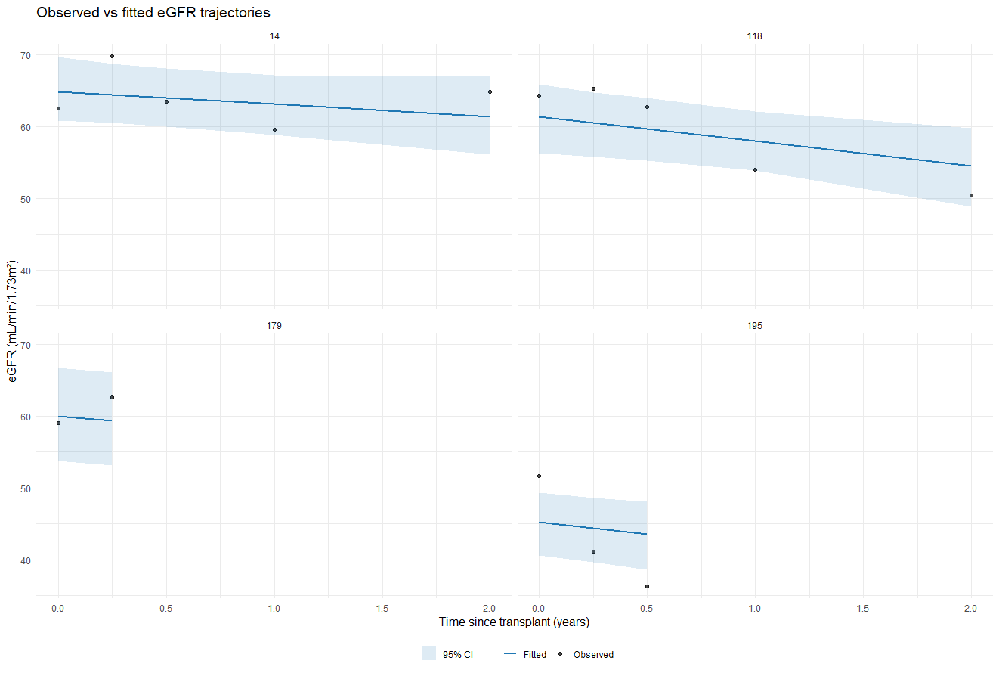 Observed vs fitted eGFR trajectories
14
118
70
60
50
40
179
195
70
60
50
40
eGFR (mL/min/1.73m²)
0.0 0.5 1.0 1.5 2.0
0.0 0.5 1.0 1.5 2.0
Time since transplant (years)
95% CI Fitted Observed